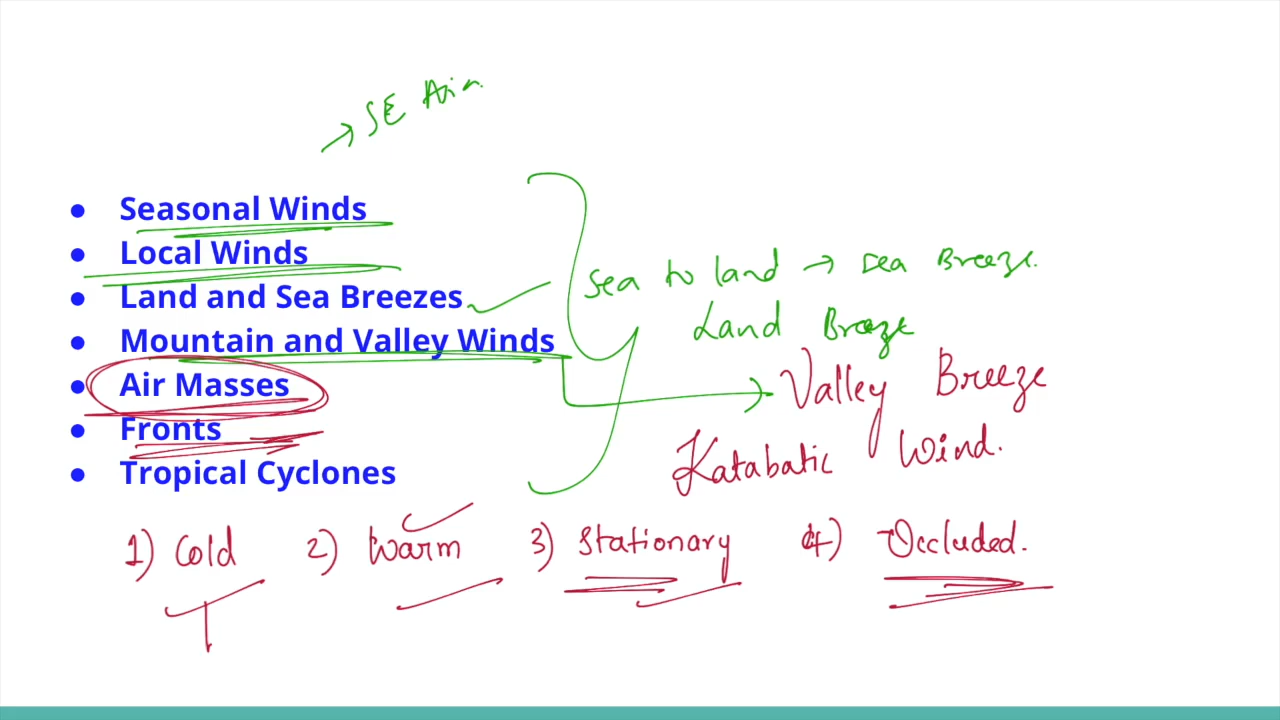 → SE Air
● Seasonal Winds
● Local Winds
● Land and Sea Breezes
● Mountain and Valley Winds
● Air Masses
● Fronts
● Tropical Cyclones
Sea to land → Sea Breeze.
Land Breeze
Valley Breeze
Katabatic Wind.
1) Cold 2) Warm 3) Stationary 4) Occluded.